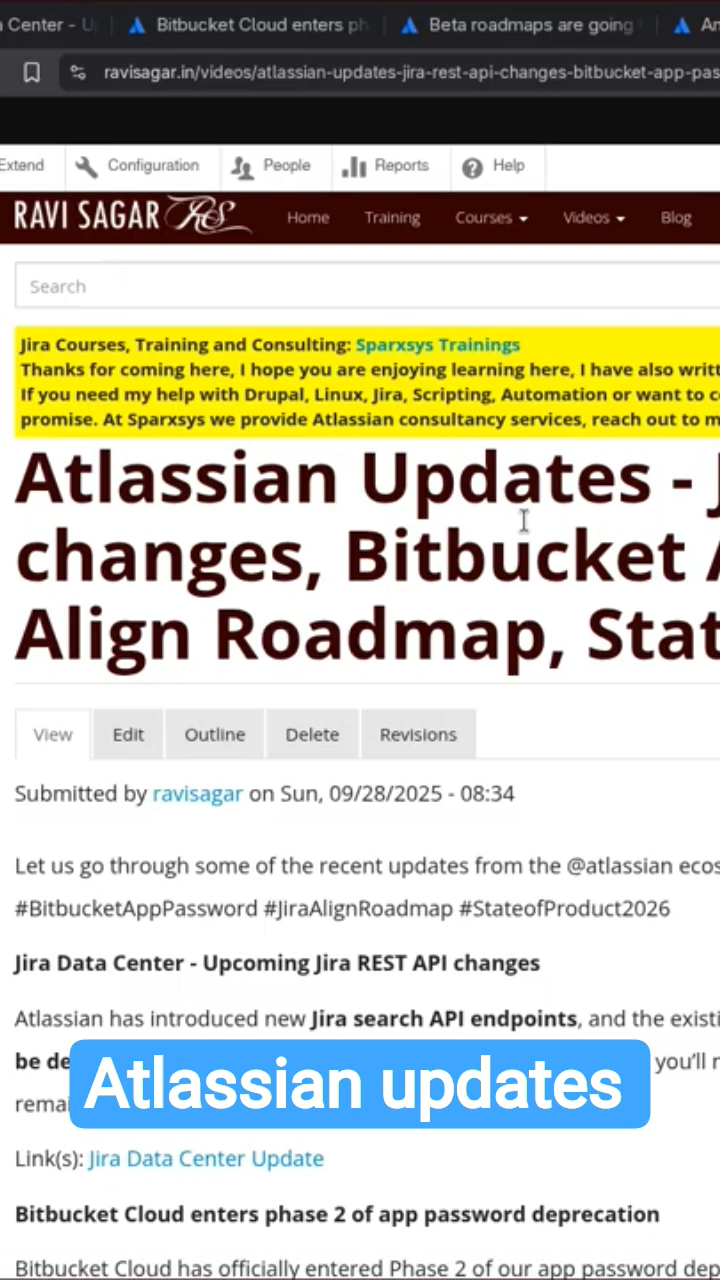 a Center - U
Bitbucket Cloud enters ph
Beta roadmaps are going
An
ravisagar.in/videos/atlassian-updates-jira-rest-api-changes-bitbucket-app-pas
Extend
Configuration
People
Reports
Help
RAVI SAGAR RS
Home
Training
Courses
Videos
Blog
Search
Jira Courses, Training and Consulting: Sparxsys Trainings
Thanks for coming here, I hope you are enjoying learning here, I have also writt
If you need my help with Drupal, Linux, Jira, Scripting, Automation or want to c
promise. At Sparxsys we provide Atlassian consultancy services, reach out to m
Atlassian Updates - J
changes, Bitbucket A
Align Roadmap, Stat
View
Edit
Outline
Delete
Revisions
Submitted by ravisagar on Sun, 09/28/2025 - 08:34
Let us go through some of the recent updates from the @atlassian ecos
#BitbucketAppPassword #JiraAlignRoadmap #StateofProduct2026
Jira Data Center - Upcoming Jira REST API changes
Atlassian has introduced new Jira search API endpoints, and the existi
be de you'll n
remai
Atlassian updates
Link(s): Jira Data Center Update
Bitbucket Cloud enters phase 2 of app password deprecation
Bitbucket Cloud has officially entered Phase 2 of our app password dep